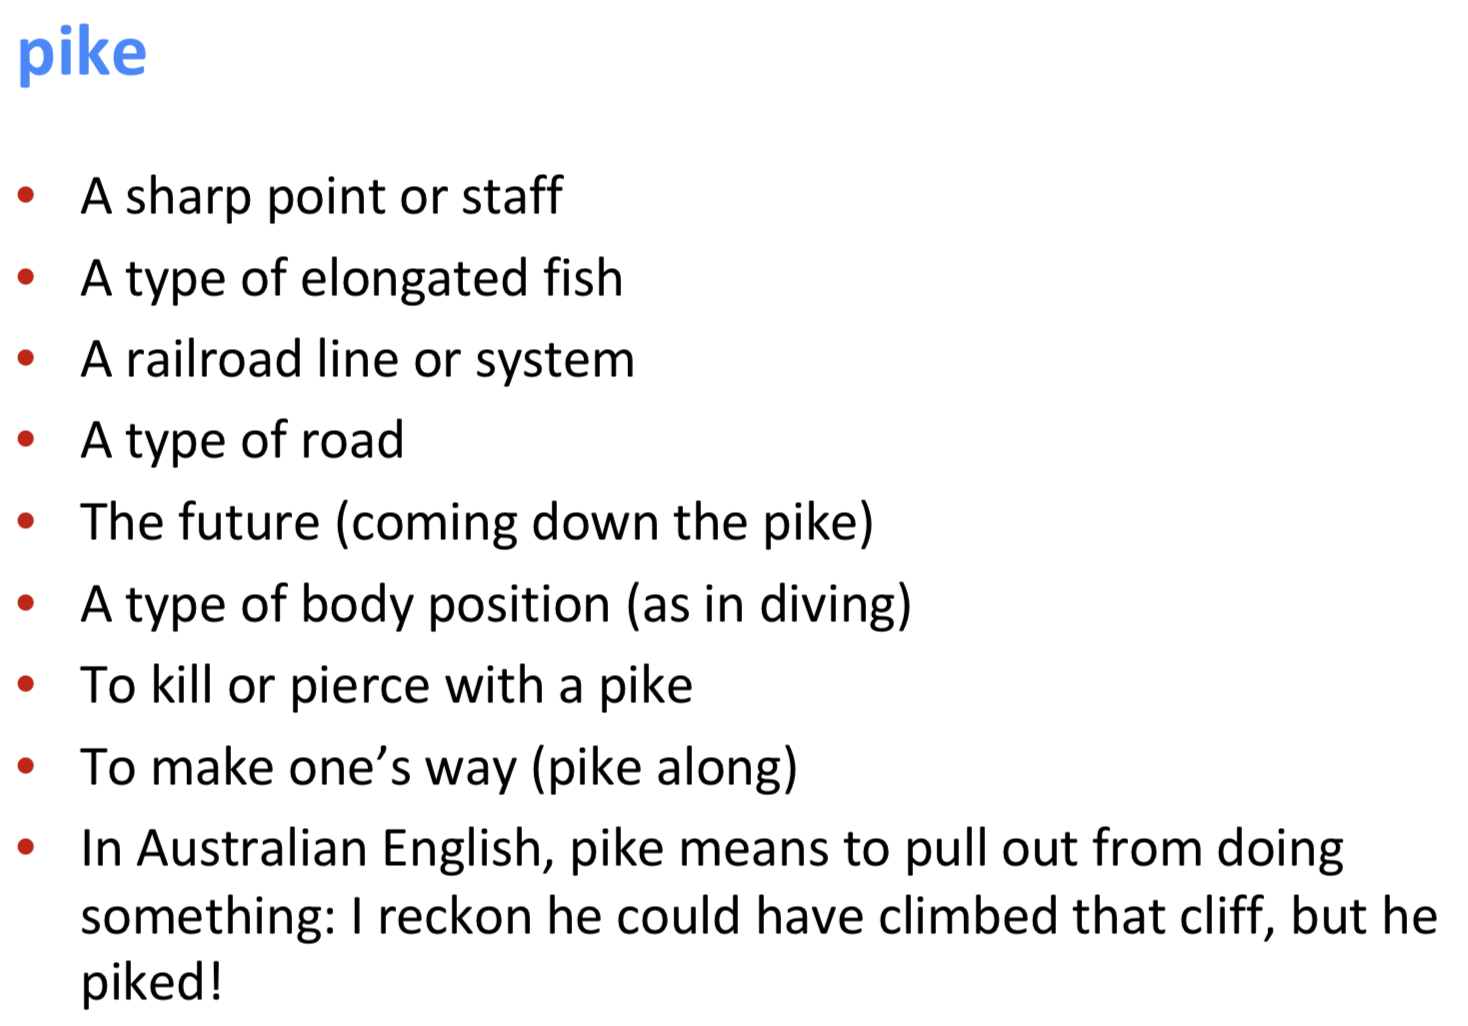 pike
• A sharp point or staff
• A type of elongated fish
• A railroad line or system
• A type of road
• The future (coming down the pike)
• A type of body position (as in diving)
• To kill or pierce with a pike
• To make one’s way (pike along)
• In Australian English, pike means to pull out from doing
something: I reckon he could have climbed that cliff, but he
piked!